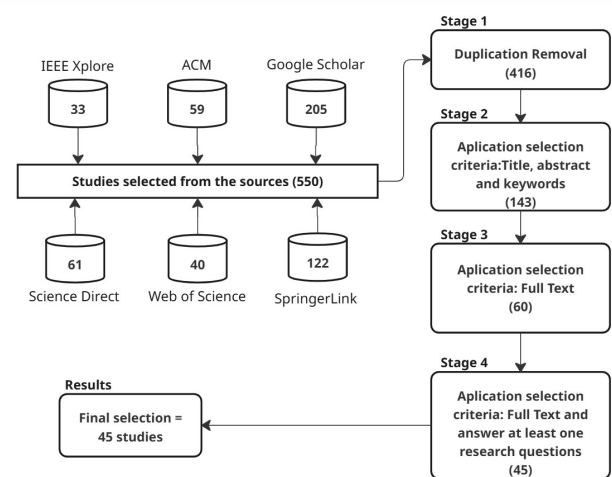 IEEE Xplore
ACM
Google Scholar
33
59
205
Studies selected from the sources (550)
61
40
122
Science Direct
Web of Science
SpringerLink
Stage 1
Duplication Removal
(416)
Stage 2
Aplication selection
criteria:Title, abstract
and keywords
(143)
Stage 3
Aplication selection
criteria: Full Text
(60)
Stage 4
Aplication selection
criteria: Full Text and
answer at least one
research questions
(45)
Results
Final selection =
45 studies